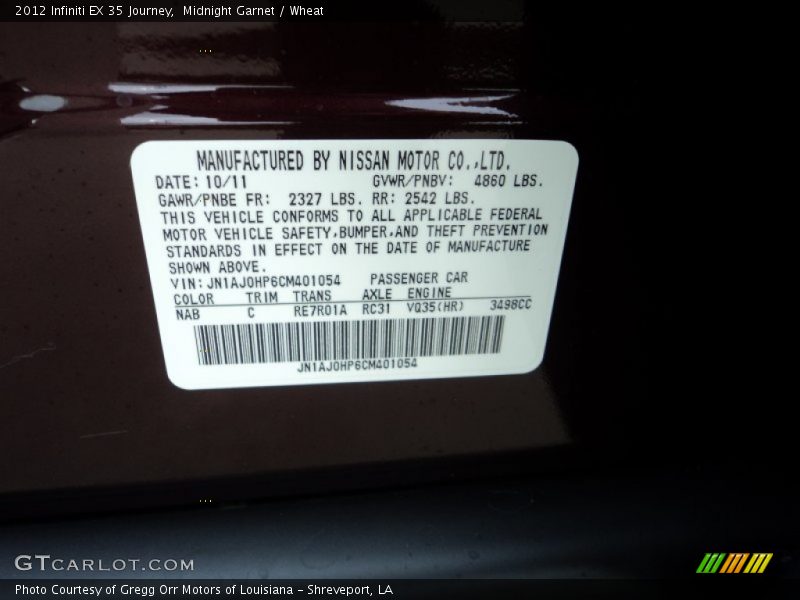 2012 Infiniti EX 35 Journey,  Midnight Garnet / Wheat
MANUFACTURED BY NISSAN MOTOR CO.,LTD.
DATE: 10/11 GVWR/PNBV: 4860 LBS.
GAWR/PNBE FR: 2327 LBS. RR: 2542 LBS.
THIS VEHICLE CONFORMS TO ALL APPLICABLE FEDERAL
MOTOR VEHICLE SAFETY,BUMPER,AND THEFT PREVENTION
STANDARDS IN EFFECT ON THE DATE OF MANUFACTURE
SHOWN ABOVE.
VIN: JN1AJ0HP6CM401054 PASSENGER CAR
COLOR TRIM TRANS AXLE ENGINE
NAB C RE7R01A RC31 VQ35(HR) 3498CC
JN1AJ0HP6CM401054
GTCARLOT.COM
Photo Courtesy of Gregg Orr Motors of Louisiana – Shreveport, LA